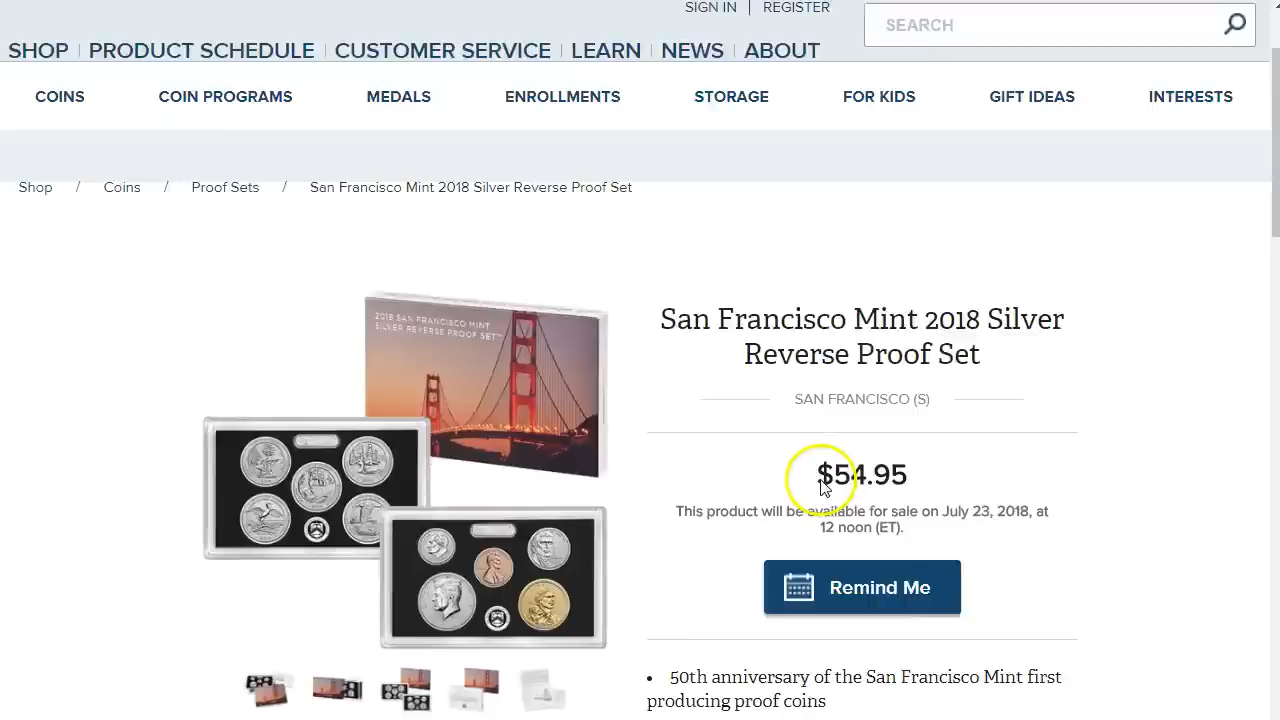 SIGN IN | REGISTER
SEARCH
SHOP | PRODUCT SCHEDULE | CUSTOMER SERVICE | LEARN | NEWS | ABOUT
COINS COIN PROGRAMS MEDALS ENROLLMENTS STORAGE FOR KIDS GIFT IDEAS INTERESTS
Shop / Coins / Proof Sets / San Francisco Mint 2018 Silver Reverse Proof Set
2018 SAN FRANCISCO MINT
SILVER REVERSE PROOF SET™
San Francisco Mint 2018 Silver
Reverse Proof Set
SAN FRANCISCO (S)
$54.95
This product will be available for sale on July 23, 2018, at
12 noon (ET).
Remind Me
• 50th anniversary of the San Francisco Mint first
producing proof coins